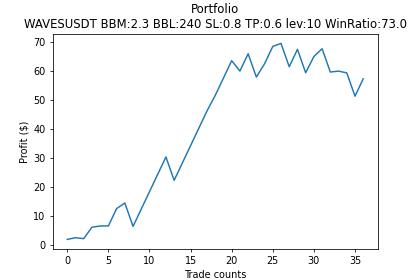 Portfolio
WAVESUSDT BBM:2.3 BBL:240 SL:0.8 TP:0.6 lev:10 WinRatio:73.0
70
60
50
40
30
20
10
0
Profit ($)
0 5 10 15 20 25 30 35
Trade counts